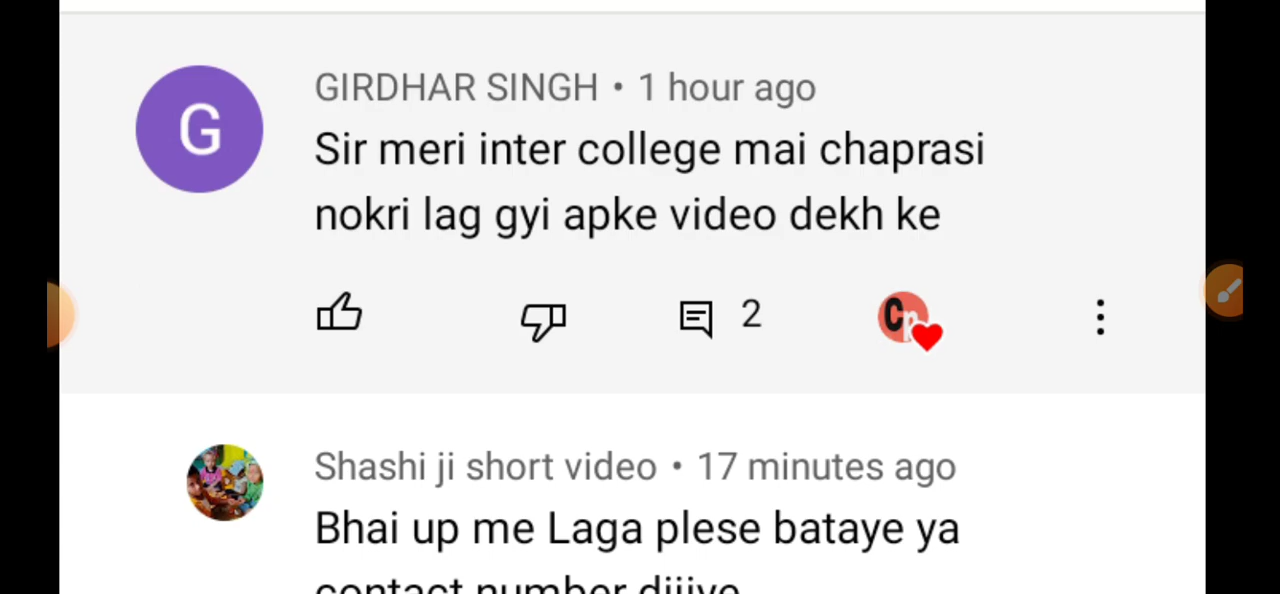 GIRDHAR SINGH • 1 hour ago
G
Sir meri inter college mai chaprasi
nokri lag gyi apke video dekh ke
2
Shashi ji short video • 17 minutes ago
Bhai up me Laga plese bataye ya
contact number dijiye